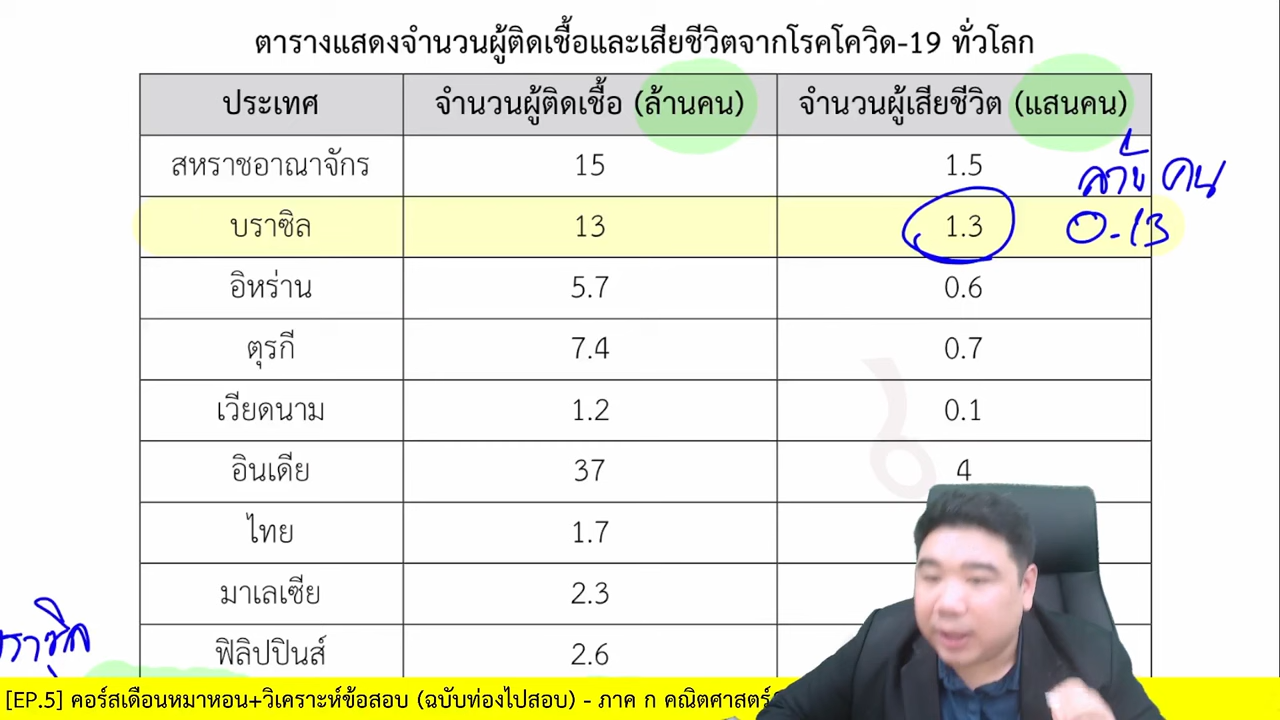 ตารางแสดงจำนวนผู้ติดเชื้อและเสียชีวิตจากโรคโควิด-19 ทั่วโลก
ประเทศ จำนวนผู้ติดเชื้อ (ล้านคน) จำนวนผู้เสียชีวิต (แสนคน)
สหราชอาณาจักร 15 1.5 ล้าน คน
บราซิล 13 1.3 0.13
อิหร่าน 5.7 0.6
ตุรกี 7.4 0.7
เวียดนาม 1.2 0.1
อินเดีย 37 4
ไทย 1.7
มาเลเซีย 2.3
ฟิลิปปินส์ 2.6
[EP.5] คอร์สเดือนหมาหอน+วิเคราะห์ข้อสอบ (ฉบับท่องไปสอบ) - ภาค ก คณิตศาสตร์